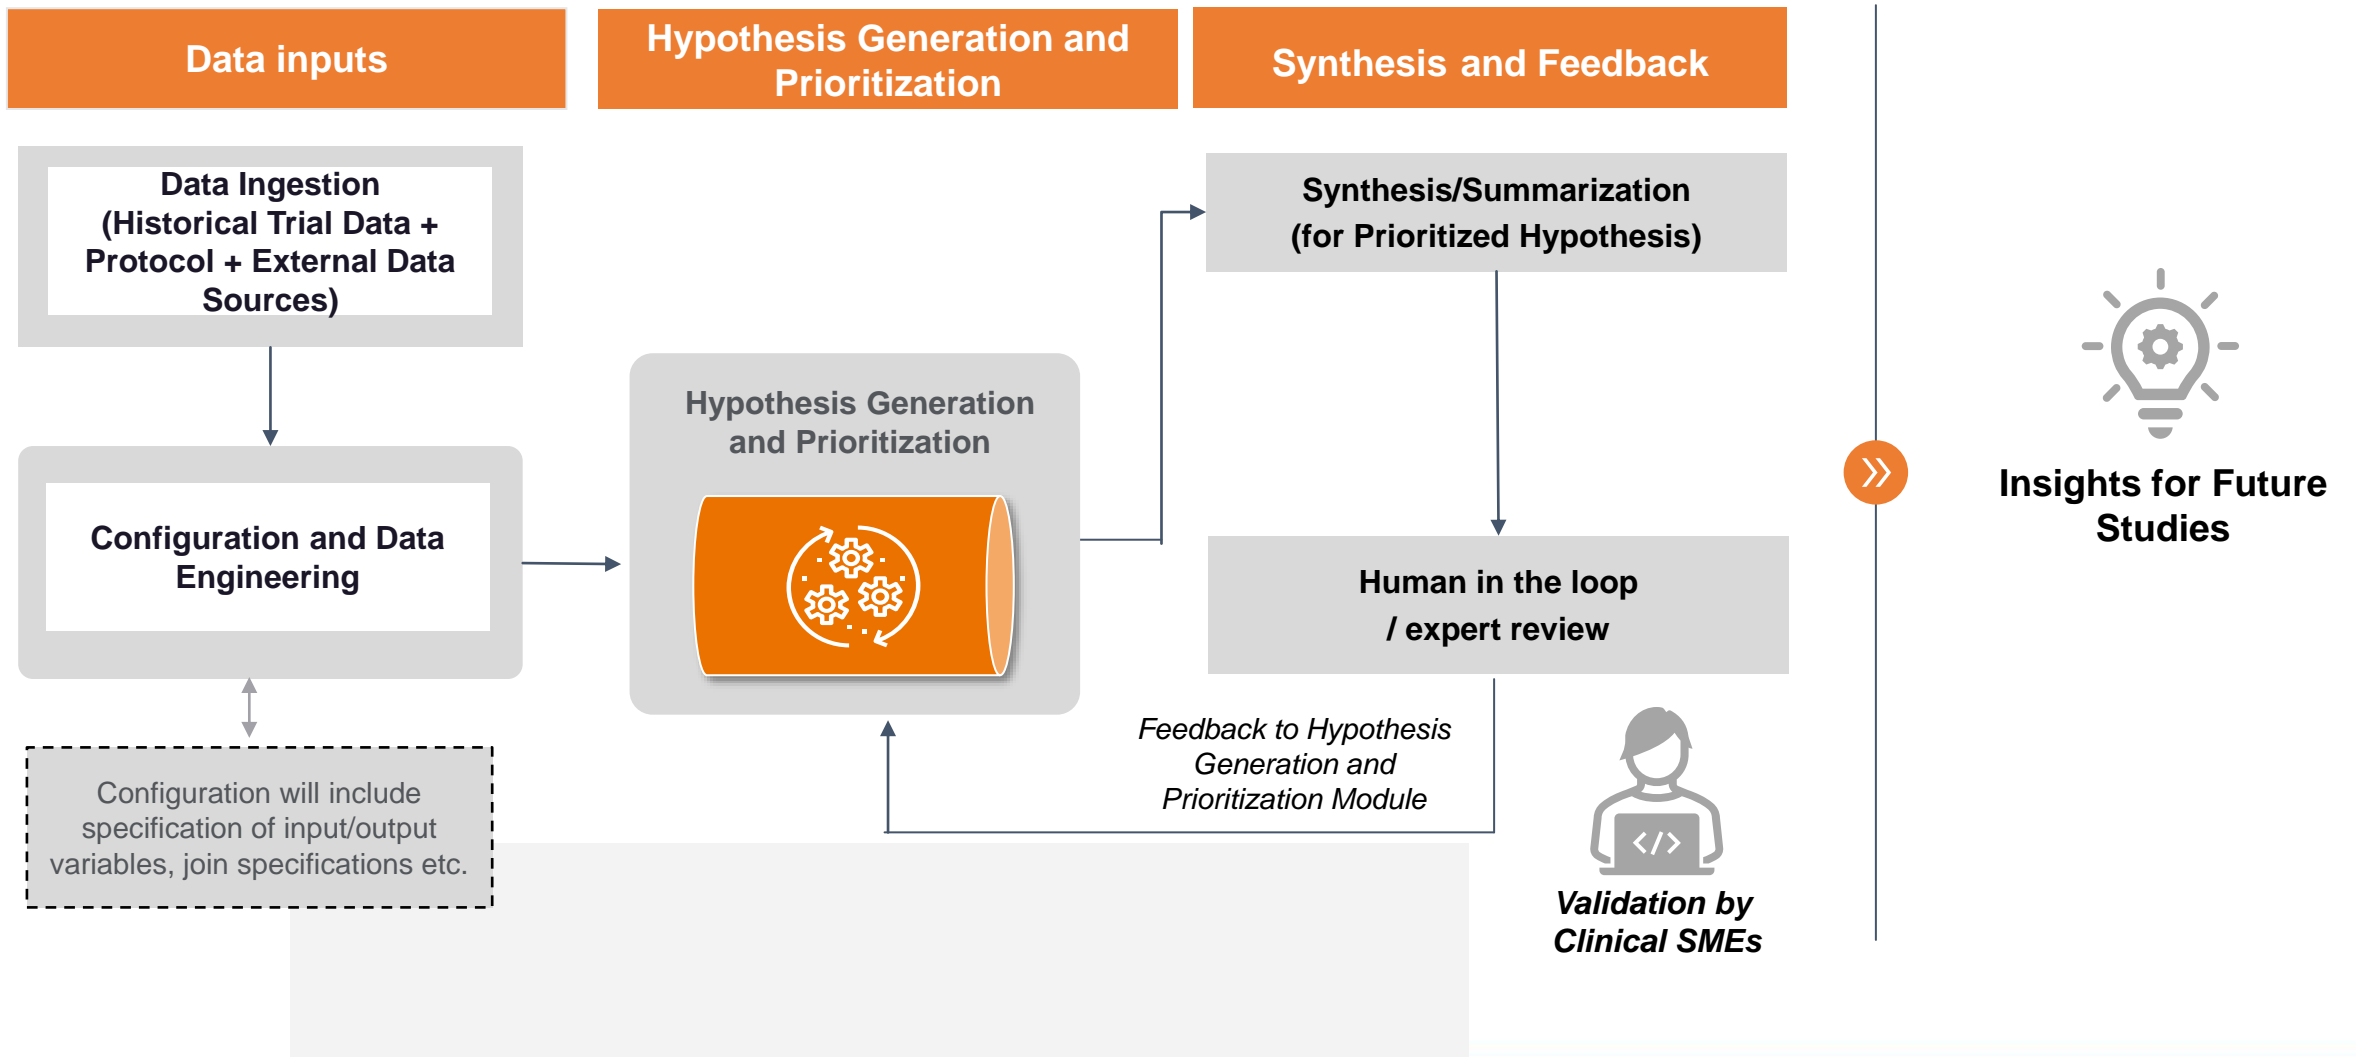 Data inputs
Hypothesis Generation and
Prioritization
Synthesis and Feedback
Data Ingestion
(Historical Trial Data +
Protocol + External Data
Sources)
Configuration and Data
Engineering
Configuration will include
specification of input/output
variables, join specifications etc.
Hypothesis Generation
and Prioritization
Synthesis/Summarization
(for Prioritized Hypothesis)
Human in the loop
/ expert review
Feedback to Hypothesis
Generation and
Prioritization Module
</>
Validation by
Clinical SMEs
Insights for Future
Studies